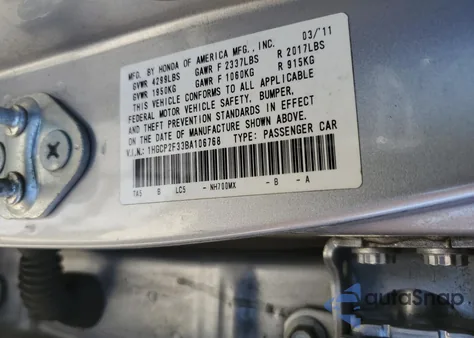 MFD. BY HONDA OF AMERICA MFG., INC. 03/'11
GVWR 4299LBS GAWR F 2337LBS R 2017LBS
GVWR 1950KG GAWR F 1060KG R 915KG
THIS VEHICLE CONFORMS TO ALL APPLICABLE
FEDERAL MOTOR VEHICLE SAFETY, BUMPER,
AND THEFT PREVENTION STANDARDS IN EFFECT
ON THE DATE OF MANUFACTURE SHOWN ABOVE.
V.I.N.: 1HGCP2F33BA106768 TYPE: PASSENGER CAR
TA5 B LC5 - NH700MX - B - A
autoSnap